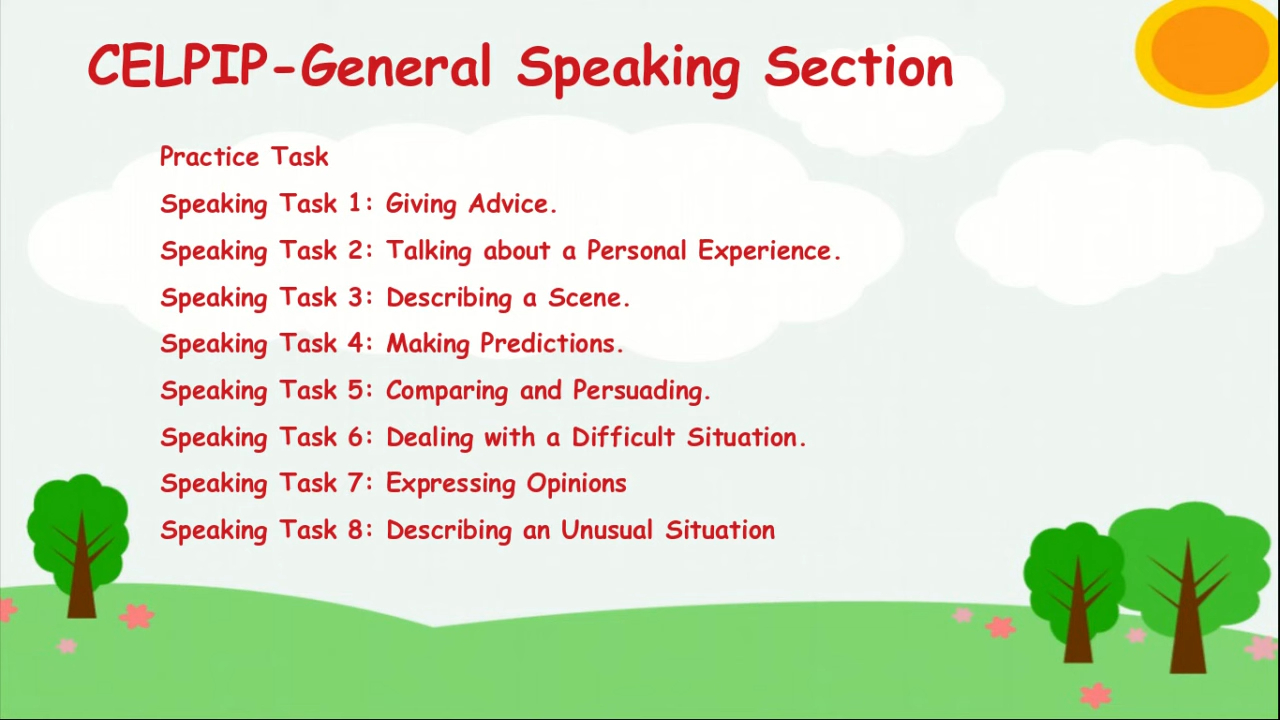 CELPIP-General Speaking Section
Practice Task
Speaking Task 1: Giving Advice.
Speaking Task 2: Talking about a Personal Experience.
Speaking Task 3: Describing a Scene.
Speaking Task 4: Making Predictions.
Speaking Task 5: Comparing and Persuading.
Speaking Task 6: Dealing with a Difficult Situation.
Speaking Task 7: Expressing Opinions
Speaking Task 8: Describing an Unusual Situation